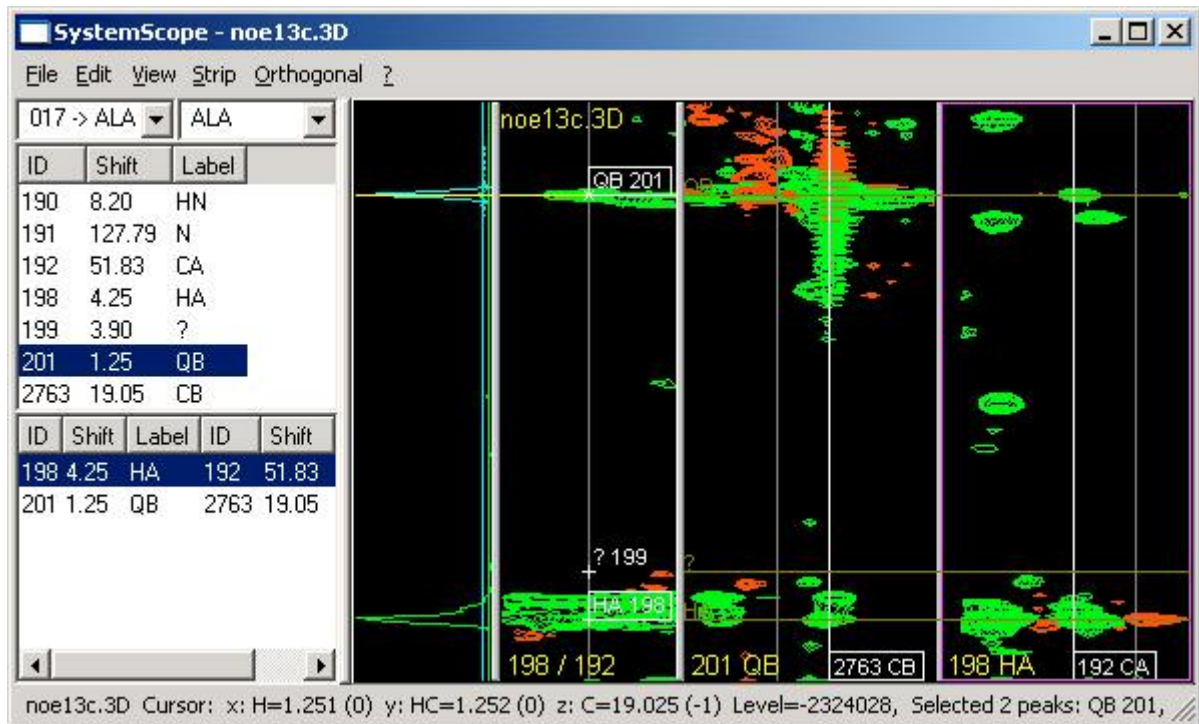 SystemScope - noe13c.3D
File Edit View Strip Orthogonal ?
017 -> ALA ALA
ID Shift Label
190 8.20 HN
191 127.79 N
192 51.83 CA
198 4.25 HA
199 3.90 ?
201 1.25 QB
2763 19.05 CB
ID Shift Label ID Shift
198 4.25 HA 192 51.83
201 1.25 QB 2763 19.05
noe13c.3D
QB 201 QB
? 199 ?
HA 198 HA
198 / 192 201 QB 2763 CB 198 HA 192 CA
noe13c.3D Cursor: x: H=1.251 (0) y: HC=1.252 (0) z: C=19.025 (-1) Level=-2324028, Selected 2 peaks: QB 201,